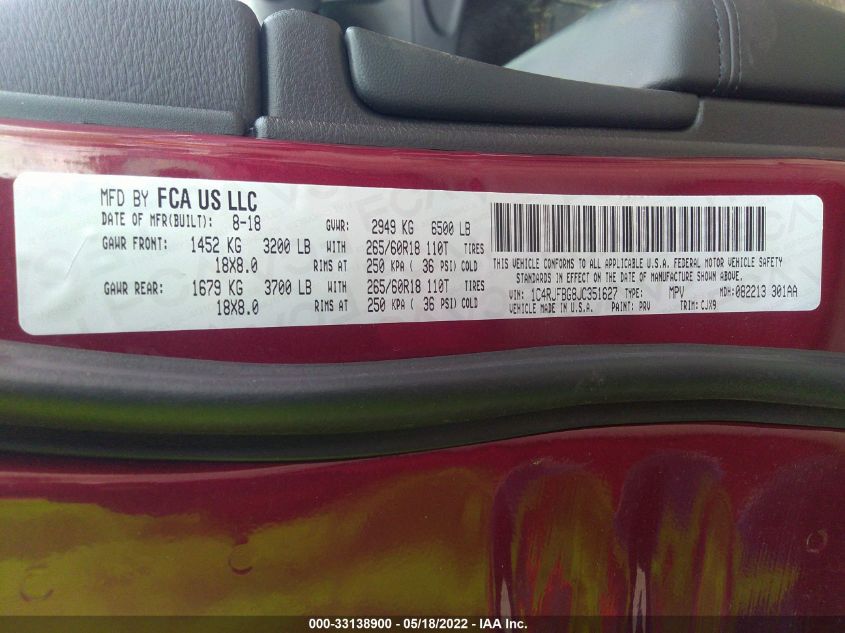 MFD BY FCA US LLC
DATE OF MFR(BUILT): 8-18 GVWR: 2949 KG 6500 LB
GAWR FRONT: 1452 KG 3200 LB WITH 265/60R18 110T TIRES
18X8.0 RIMS AT 250 KPA ( 36 PSI) COLD
GAWR REAR: 1679 KG 3700 LB WITH 265/60R18 110T TIRES
18X8.0 RIMS AT 250 KPA ( 36 PSI) COLD
THIS VEHICLE CONFORMS TO ALL APPLICABLE U.S.A. FEDERAL MOTOR VEHICLE SAFETY
STANDARDS IN EFFECT ON THE DATE OF MANUFACTURE SHOWN ABOVE.
VIN: 1C4RJFBG8JC351627 TYPE: MPV MDH: 082213 301AA
VEHICLE MADE IN U.S.A. PAINT: PRV TRIM: CJX9
000-33138900 - 05/18/2022 - IAA Inc.